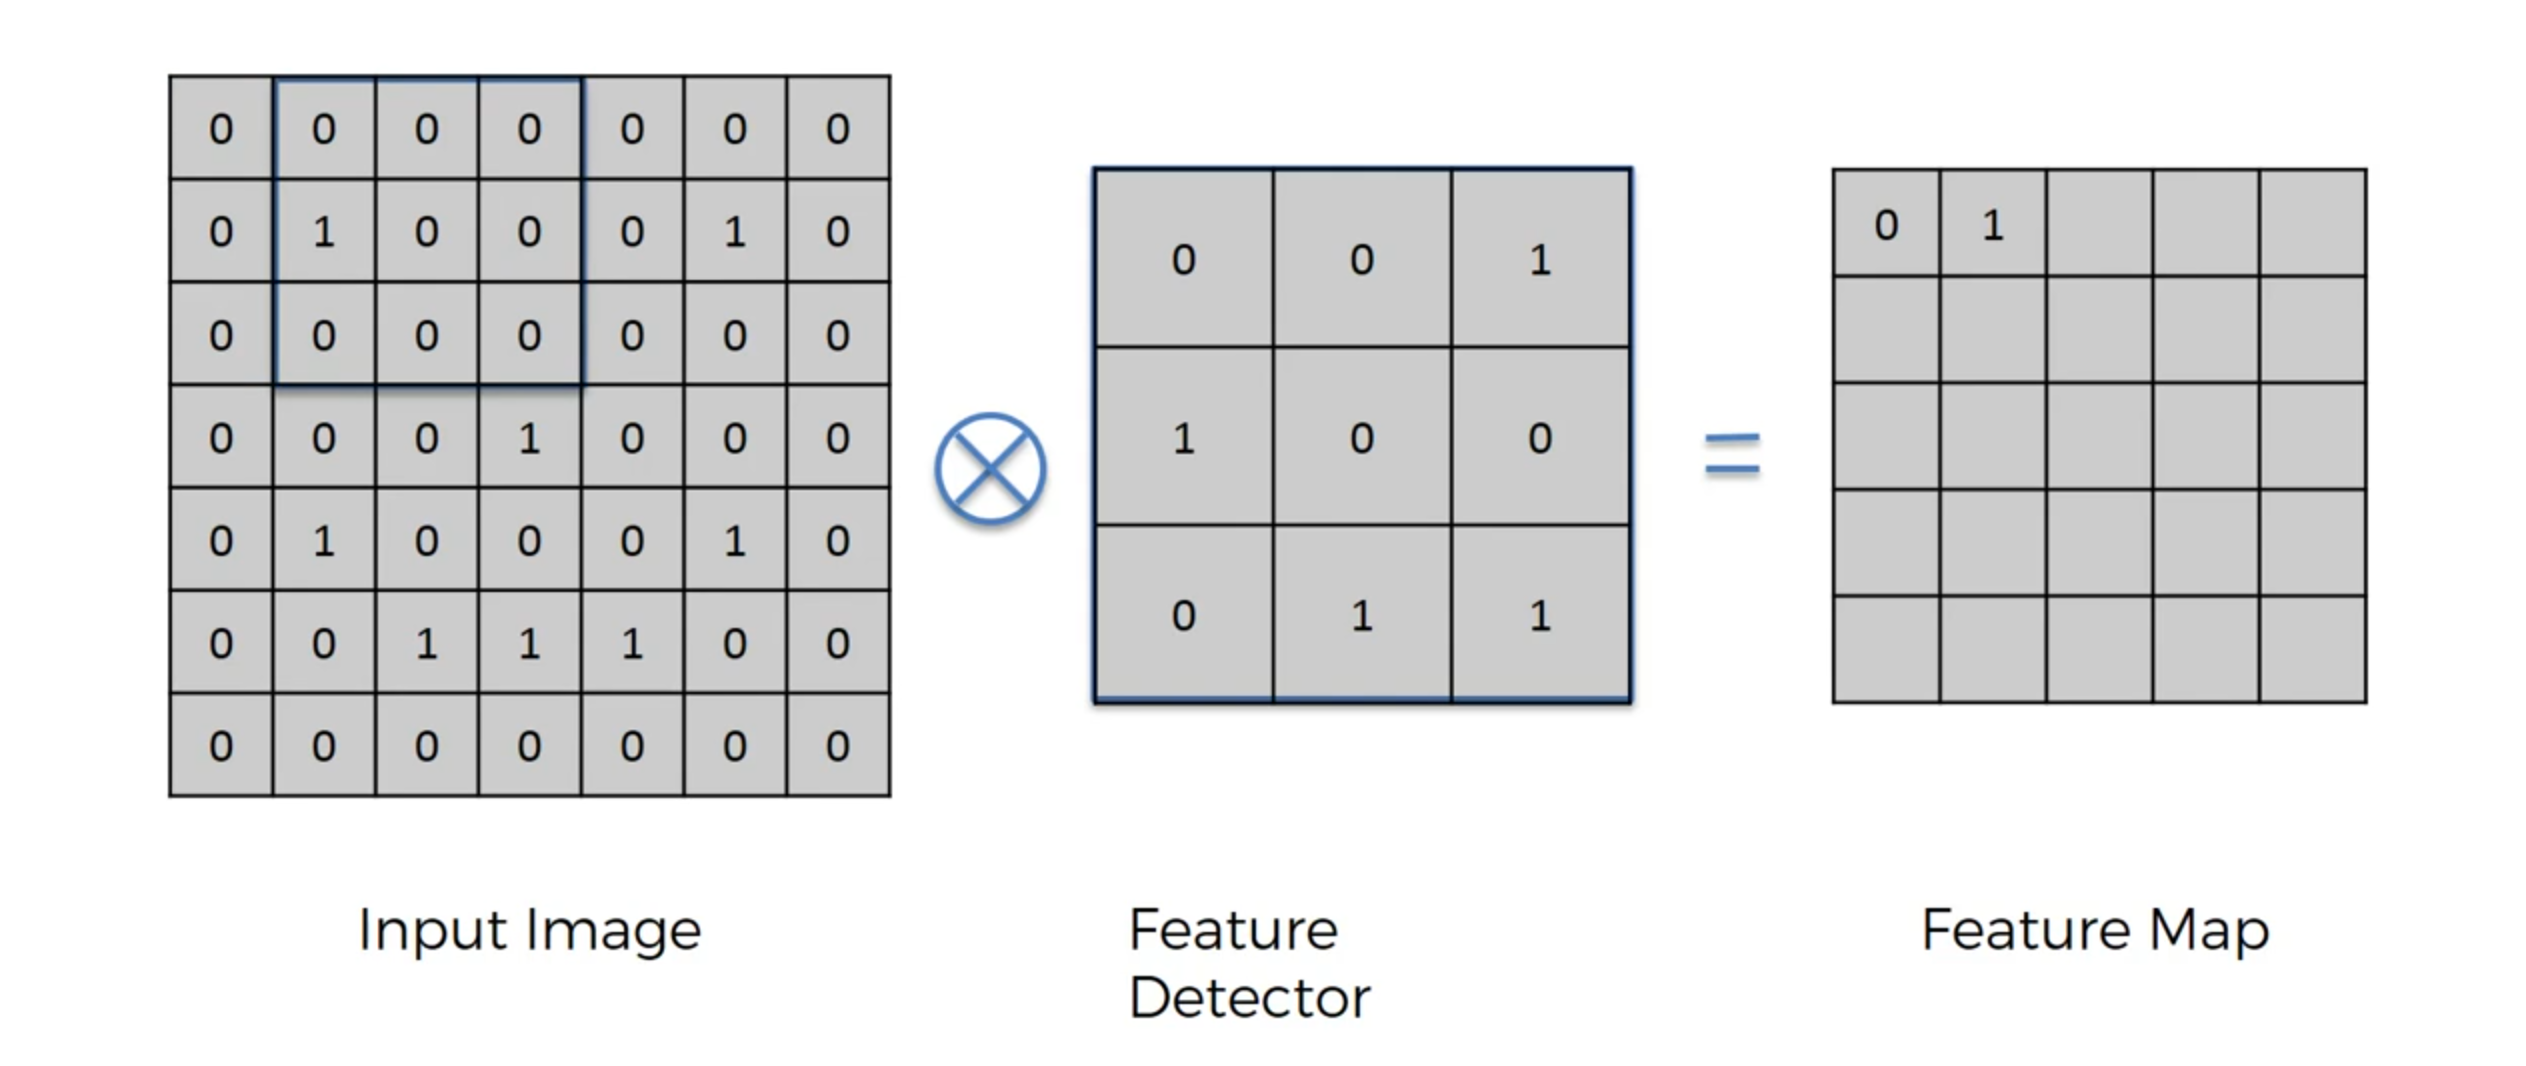 0 0 0 0 0 0 0
0 1 0 0 0 1 0
0 0 0 0 0 0 0
0 0 0 1 0 0 0
0 1 0 0 0 1 0
0 0 1 1 1 0 0
0 0 0 0 0 0 0
0 0 1
1 0 0
0 1 1
=
0 1
Input Image
Feature
Detector
Feature Map